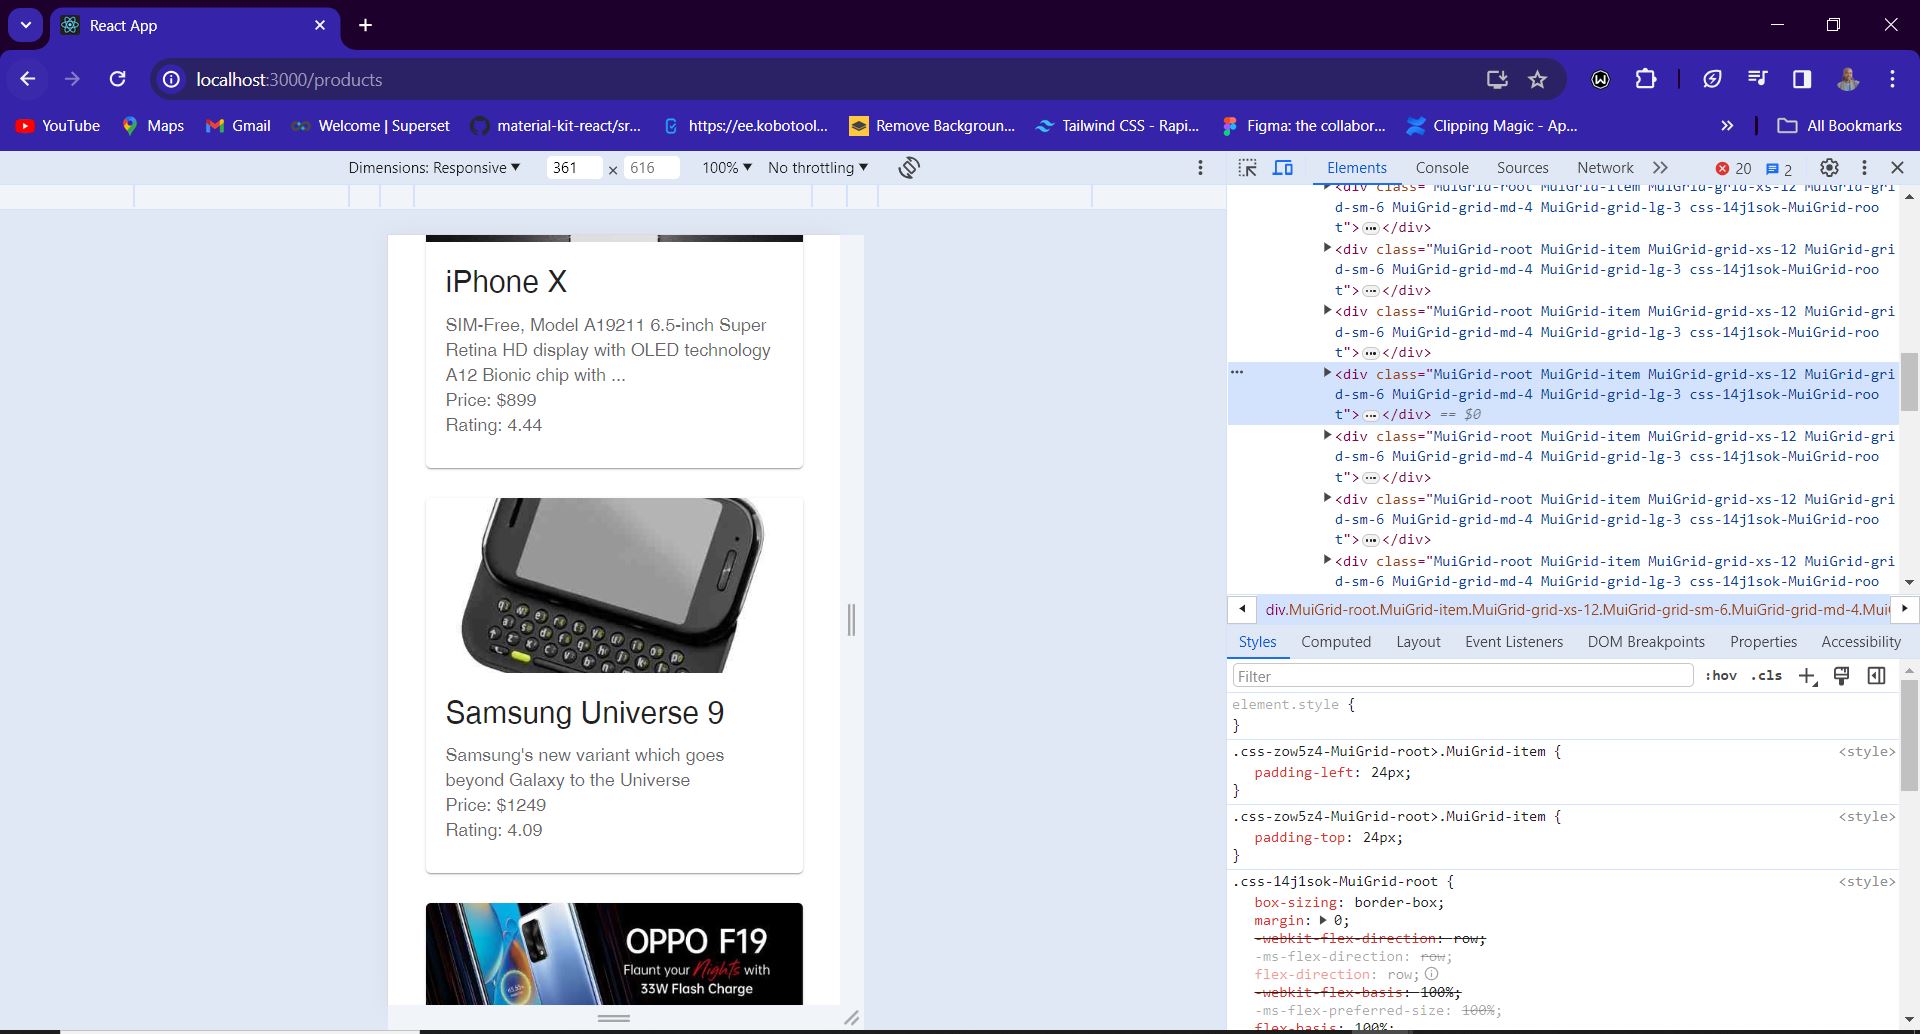 React App
localhost:3000/products
YouTube Maps Gmail Welcome | Superset material-kit-react/sr... https://ee.kobotool... Remove Backgroun... Tailwind CSS - Rapi... Figma: the collabor... Clipping Magic - Ap... » All Bookmarks
Dimensions: Responsive 361 × 616 100% No throttling
Elements Console Sources Network » 20 2
iPhone X
SIM-Free, Model A19211 6.5-inch Super
Retina HD display with OLED technology
A12 Bionic chip with ...
Price: $899
Rating: 4.44
Samsung Universe 9
Samsung's new variant which goes
beyond Galaxy to the Universe
Price: $1249
Rating: 4.09
OPPO F19
Flaunt your Nights with
33W Flash Charge
<div class="MuiGrid-root MuiGrid-item MuiGrid-grid-xs-12 MuiGrid-gri
d-sm-6 MuiGrid-grid-md-4 MuiGrid-grid-lg-3 css-14j1sok-MuiGrid-roo
t">…</div>
<div class="MuiGrid-root MuiGrid-item MuiGrid-grid-xs-12 MuiGrid-gri
d-sm-6 MuiGrid-grid-md-4 MuiGrid-grid-lg-3 css-14j1sok-MuiGrid-roo
t">…</div>
<div class="MuiGrid-root MuiGrid-item MuiGrid-grid-xs-12 MuiGrid-gri
d-sm-6 MuiGrid-grid-md-4 MuiGrid-grid-lg-3 css-14j1sok-MuiGrid-roo
t">…</div>
<div class="MuiGrid-root MuiGrid-item MuiGrid-grid-xs-12 MuiGrid-gri
d-sm-6 MuiGrid-grid-md-4 MuiGrid-grid-lg-3 css-14j1sok-MuiGrid-roo
t">…</div> == $0
<div class="MuiGrid-root MuiGrid-item MuiGrid-grid-xs-12 MuiGrid-gri
d-sm-6 MuiGrid-grid-md-4 MuiGrid-grid-lg-3 css-14j1sok-MuiGrid-roo
t">…</div>
<div class="MuiGrid-root MuiGrid-item MuiGrid-grid-xs-12 MuiGrid-gri
d-sm-6 MuiGrid-grid-md-4 MuiGrid-grid-lg-3 css-14j1sok-MuiGrid-roo
t">…</div>
<div class="MuiGrid-root MuiGrid-item MuiGrid-grid-xs-12 MuiGrid-gri
d-sm-6 MuiGrid-grid-md-4 MuiGrid-grid-lg-3 css-14j1sok-MuiGrid-roo
div.MuiGrid-root.MuiGrid-item.MuiGrid-grid-xs-12.MuiGrid-grid-sm-6.MuiGrid-grid-md-4.Mui
Styles Computed Layout Event Listeners DOM Breakpoints Properties Accessibility
Filter :hov .cls
element.style {
}
.css-zow5z4-MuiGrid-root>.MuiGrid-item { <style>
padding-left: 24px;
}
.css-zow5z4-MuiGrid-root>.MuiGrid-item { <style>
padding-top: 24px;
}
.css-14j1sok-MuiGrid-root { <style>
box-sizing: border-box;
margin: 0;
-webkit-flex-direction: row;
-ms-flex-direction: row;
flex-direction: row;
-webkit-flex-basis: 100%;
-ms-flex-preferred-size: 100%;
flex-basis: 100%;